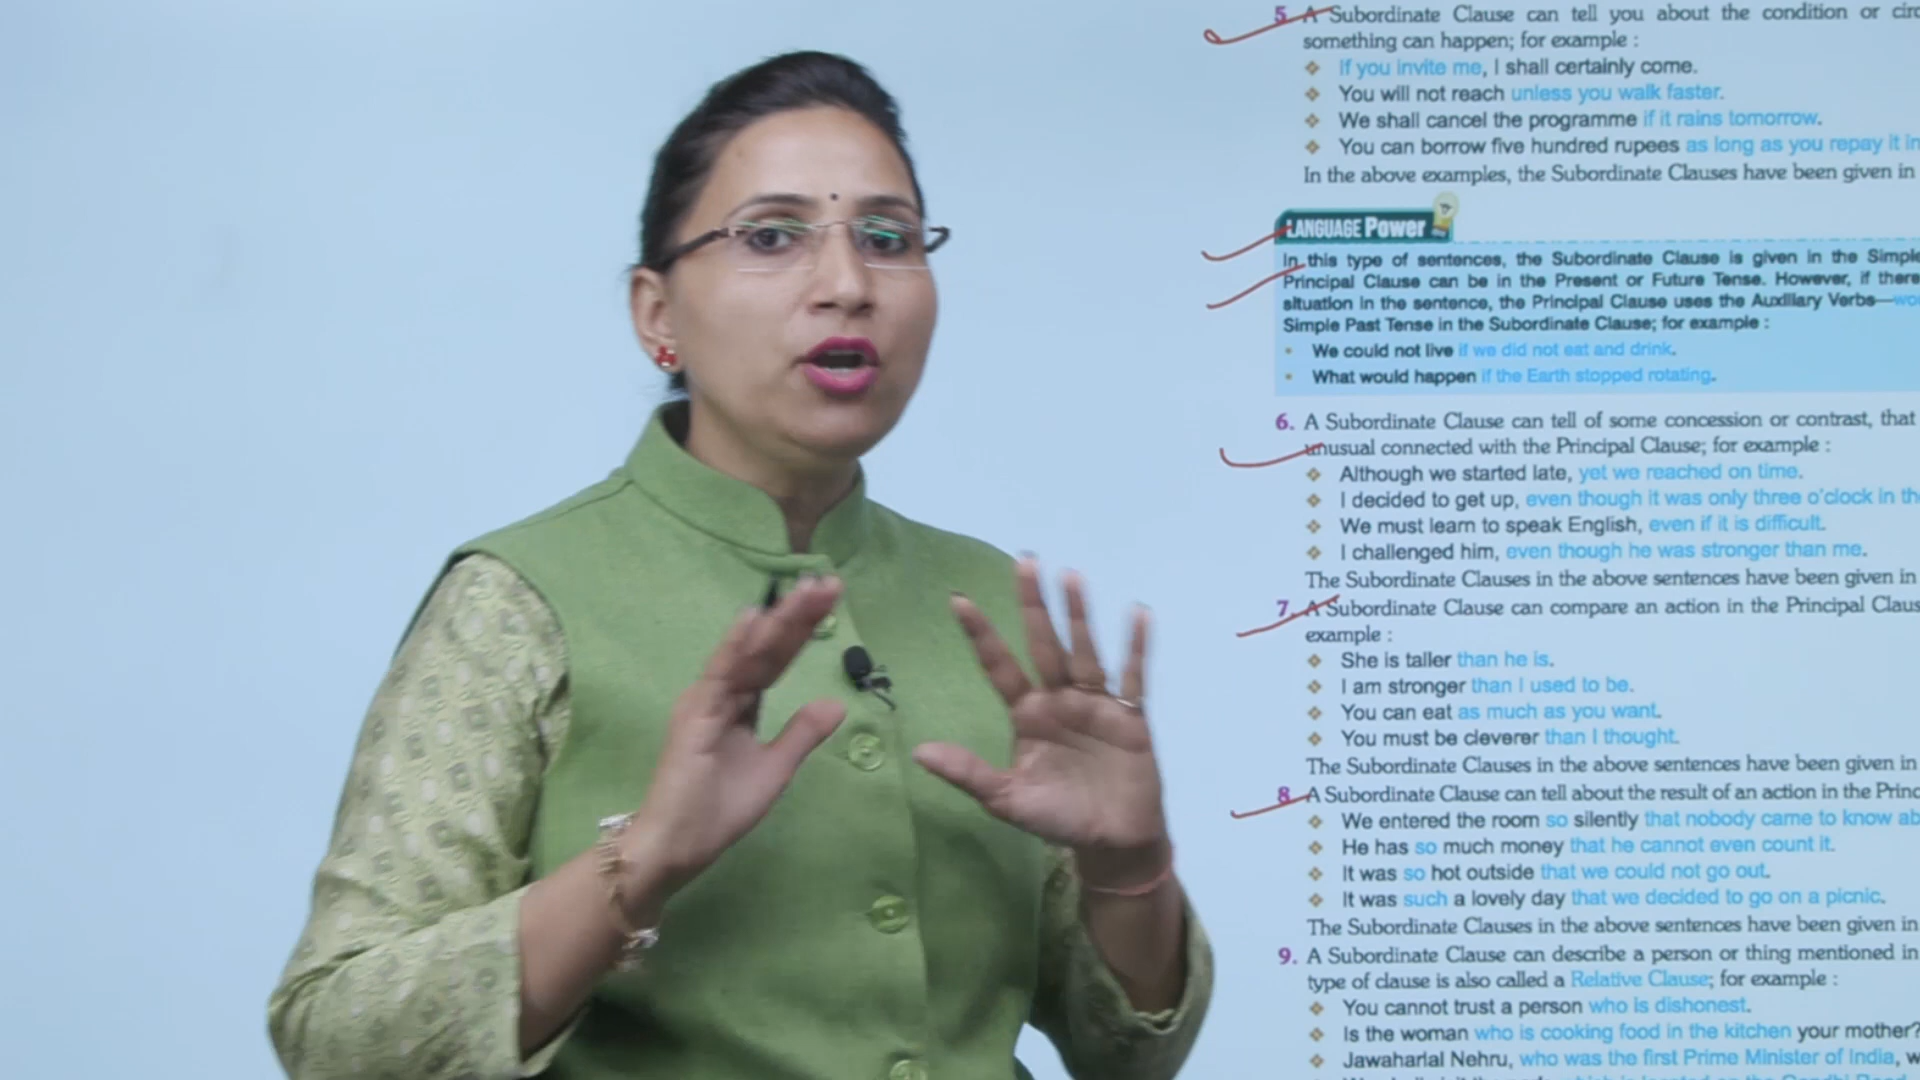 5. A Subordinate Clause can tell you about the condition or
something can happen; for example :
If you invite me, I shall certainly come.
You will not reach unless you walk faster.
We shall cancel the programme if it rains tomorrow.
You can borrow five hundred rupees as long as you repay it in
In the above examples, the Subordinate Clauses have been given in
LANGUAGE Power
In this type of sentences, the Subordinate Clause is given in the Simple
Principal Clause can be in the Present or Future Tense. However, if there
situation in the sentence, the Principal Clause uses the Auxiliary Verbs—
Simple Past Tense in the Subordinate Clause; for example :
We could not live if we did not eat and drink.
What would happen if the Earth stopped rotating.
6. A Subordinate Clause can tell of some concession or contrast, that
unusual connected with the Principal Clause; for example :
Although we started late, yet we reached on time.
I decided to get up, even though it was only three o'clock in
We must learn to speak English, even if it is difficult.
I challenged him, even though he was stronger than me.
The Subordinate Clauses in the above sentences have been given in
7. A Subordinate Clause can compare an action in the Principal
example :
She is taller than he is.
I am stronger than I used to be.
You can eat as much as you want.
You must be cleverer than I thought.
The Subordinate Clauses in the above sentences have been given in
8. A Subordinate Clause can tell about the result of an action in the
We entered the room so silently that nobody came to know
He has so much money that he cannot even count it.
It was so hot outside that we could not go out.
It was such a lovely day that we decided to go on a picnic.
The Subordinate Clauses in the above sentences have been given in
9. A Subordinate Clause can describe a person or thing mentioned in
type of clause is also called a Relative Clause; for example :
You cannot trust a person who is dishonest.
Is the woman who is cooking food in the kitchen your mother?
Jawaharlal Nehru, who was the first Prime Minister of India,